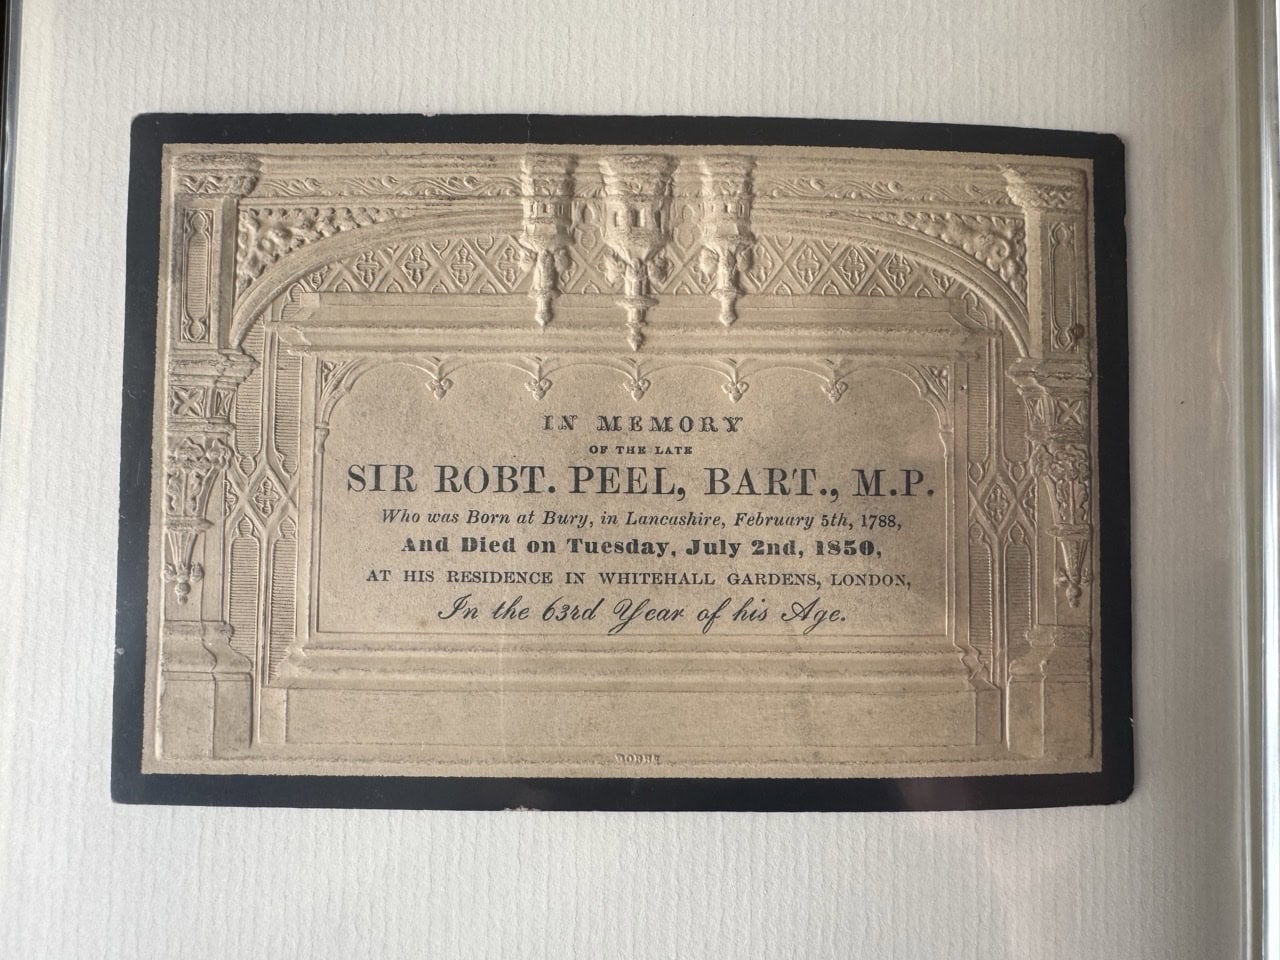 IN MEMORY
OF THE LATE
SIR ROBT. PEEL, BART., M.P.
Who was Born at Bury, in Lancashire, February 5th, 1788,
And Died on Tuesday, July 2nd, 1850,
AT HIS RESIDENCE IN WHITEHALL GARDENS, LONDON,
In the 63rd Year of his Age.